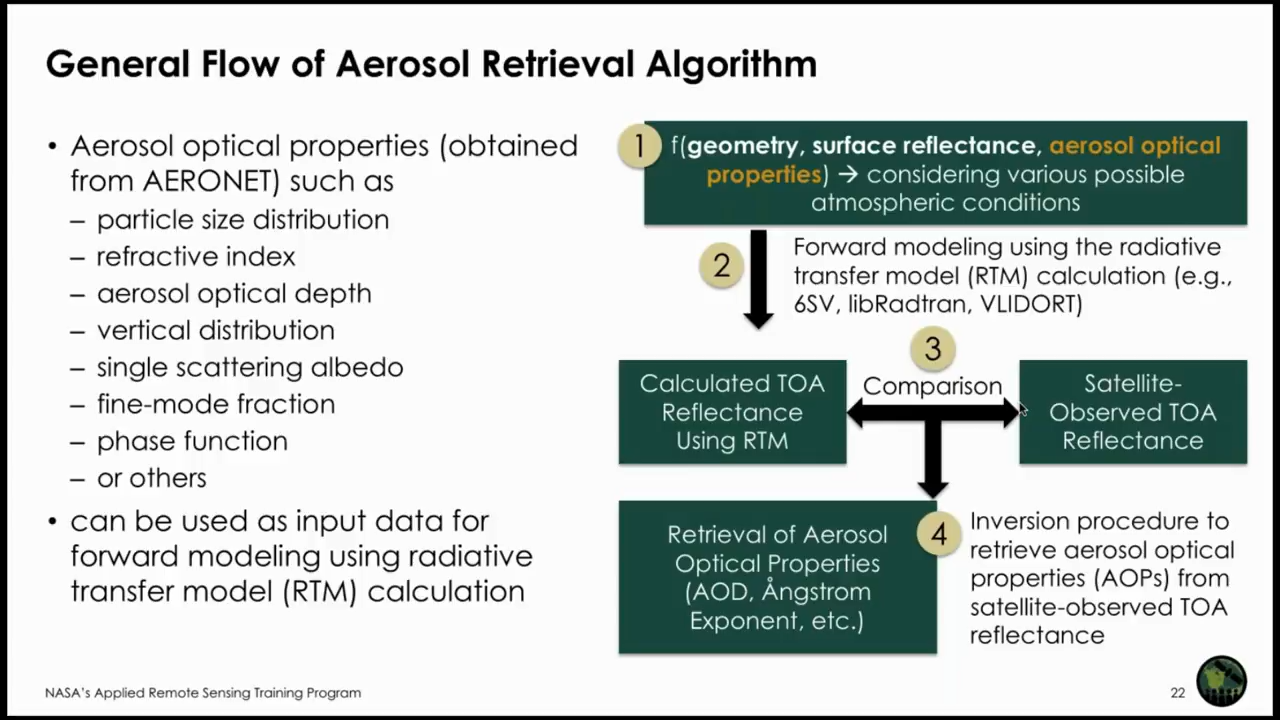 General Flow of Aerosol Retrieval Algorithm
• Aerosol optical properties (obtained
from AERONET) such as
– particle size distribution
– refractive index
– aerosol optical depth
– vertical distribution
– single scattering albedo
– fine-mode fraction
– phase function
– or others
• can be used as input data for
forward modeling using radiative
transfer model (RTM) calculation
1
f(geometry, surface reflectance, aerosol optical
properties) → considering various possible
atmospheric conditions
2
Forward modeling using the radiative
transfer model (RTM) calculation (e.g.,
6SV, libRadtran, VLIDORT)
Calculated TOA
Reflectance
Using RTM
3
Comparison
Satellite-
Observed TOA
Reflectance
Retrieval of Aerosol
Optical Properties
(AOD, Ångstrom
Exponent, etc.)
4
Inversion procedure to
retrieve aerosol optical
properties (AOPs) from
satellite-observed TOA
reflectance
NASA's Applied Remote Sensing Training Program
22